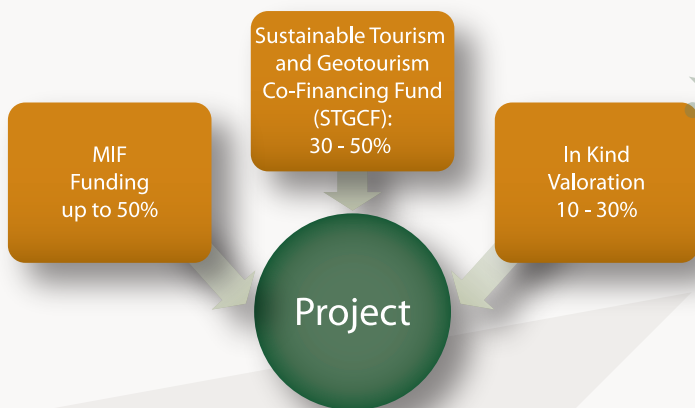 Sustainable Tourism
and Geotourism
Co-Financing Fund
(STGCF):
30 - 50%
MIF
Funding
up to 50%
In Kind
Valoration
10 - 30%
Project